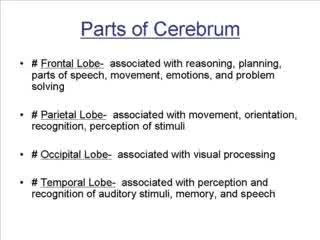 Parts of Cerebrum
• # Frontal Lobe- associated with reasoning, planning,
parts of speech, movement, emotions, and problem
solving
• # Parietal Lobe- associated with movement, orientation,
recognition, perception of stimuli
• # Occipital Lobe- associated with visual processing
• # Temporal Lobe- associated with perception and
recognition of auditory stimuli, memory, and speech